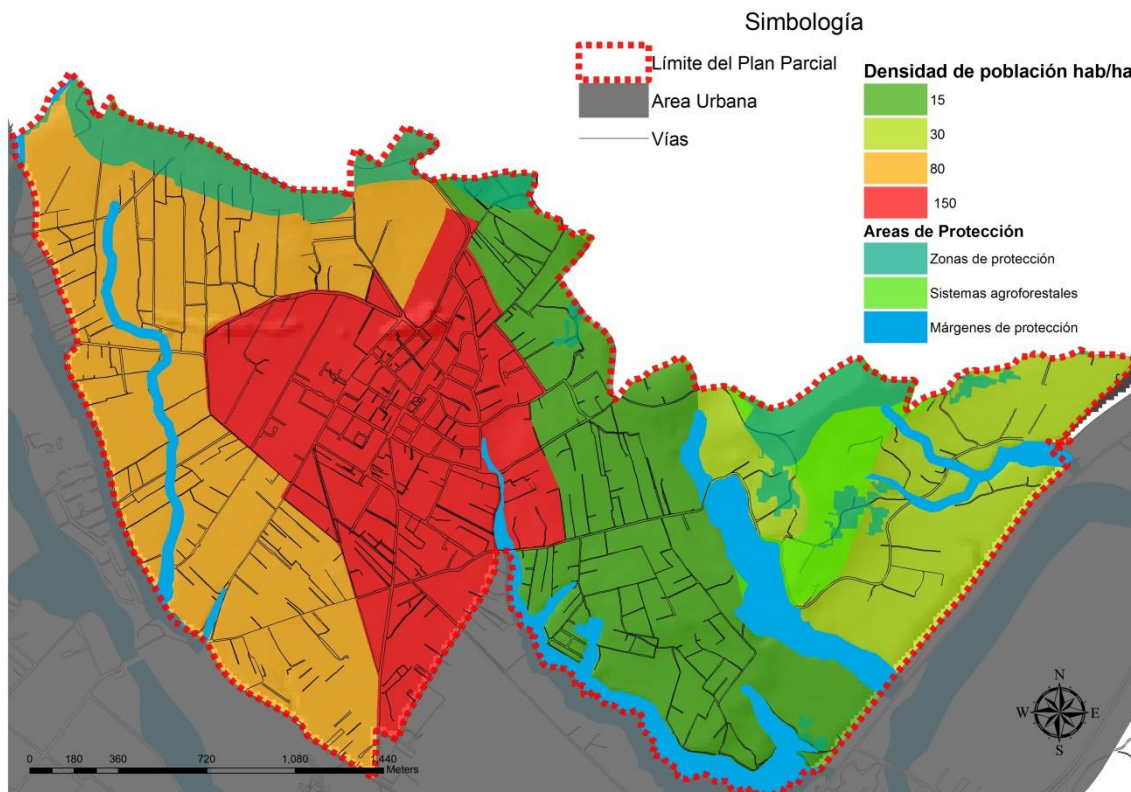 Simbología
Límite del Plan Parcial
Area Urbana
Vías
Densidad de población hab/ha
15
30
80
150
Areas de Protección
Zonas de protección
Sistemas agroforestales
Márgenes de protección
N
W E
S
0 180 360 720 1,080 1,440
Meters